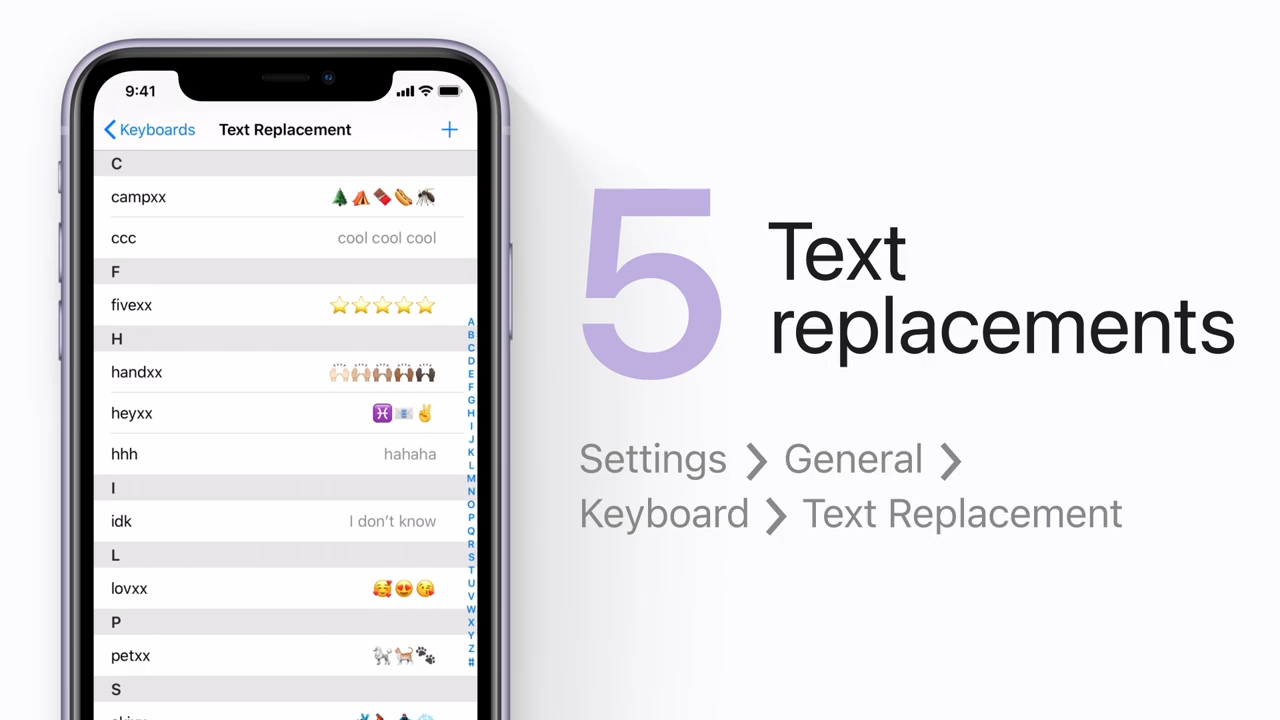 9:41
Keyboards Text Replacement +
C
campxx 🌲⛺🍫🌭🦟
ccc cool cool cool
F
fivexx ⭐⭐⭐⭐⭐
H
handxx 🙌🏻🙌🏼🙌🏽🙌🏾🙌🏿
heyxx ♓📧✌️
hhh hahaha
I
idk I don’t know
L
lovxx 🥰😍😘
P
petxx 🐩🐈🐾
S
A
B
C
D
E
F
G
H
I
J
K
L
M
N
O
P
Q
R
S
T
U
V
W
X
Y
Z
#
5 Text
replacements
Settings > General >
Keyboard > Text Replacement